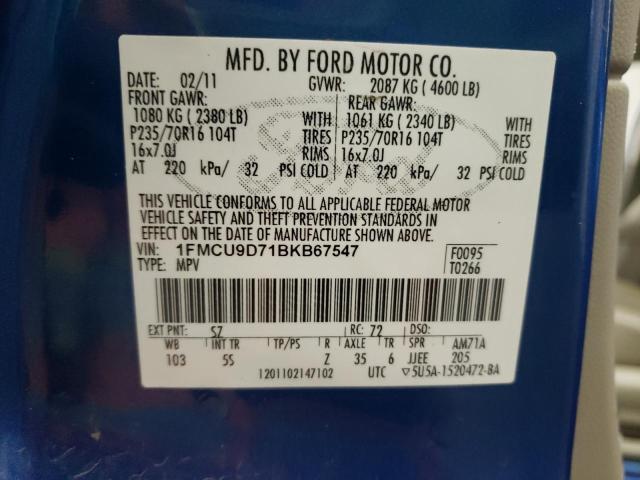 MFD. BY FORD MOTOR CO.
DATE: 02/11 GVWR: 2087 KG ( 4600 LB)
FRONT GAWR: REAR GAWR:
1080 KG ( 2380 LB) WITH 1061 KG ( 2340 LB) WITH
P235/70R16 104T TIRES P235/70R16 104T TIRES
16x7.0J RIMS 16x7.0J RIMS
AT 220 kPa/ 32 PSI COLD AT 220 kPa/ 32 PSI COLD
THIS VEHICLE CONFORMS TO ALL APPLICABLE FEDERAL MOTOR
VEHICLE SAFETY AND THEFT PREVENTION STANDARDS IN
EFFECT ON THE DATE OF MANUFACTURE SHOWN ABOVE.
VIN: 1FMCU9D71BKB67547 F0095
TYPE: MPV T0266
EXT PNT: SZ RC: 72 DSO:
WB INT TR TP/PS R AXLE TR SPR AM71A
103 5S Z 35 6 JJEE 205
1201102147102 UTC ▽5U5A-1520472-BA
Ford